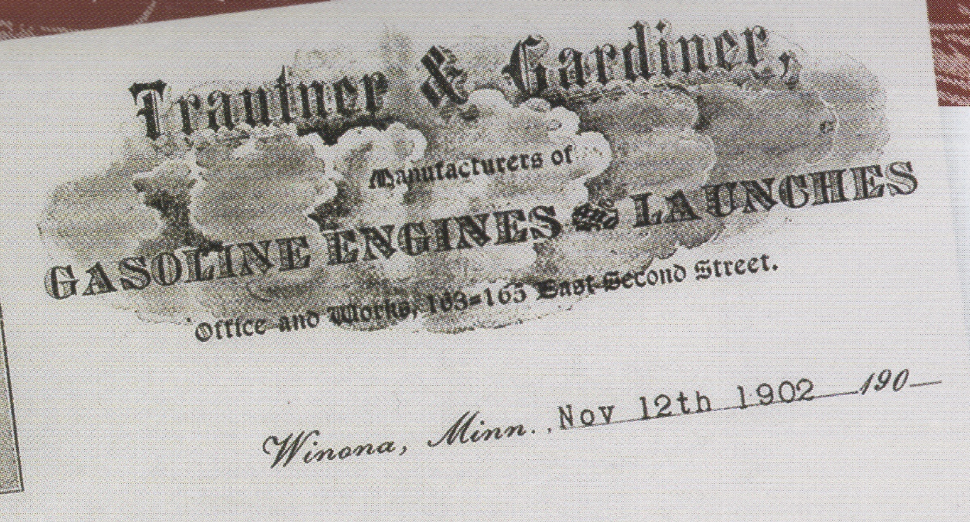 Trautner & Gardiner,
Manufacturers of
GASOLINE ENGINES and LAUNCHES
Office and Works, 163=165 East Second Street.
Winona, Minn. , Nov 12th 1902 190